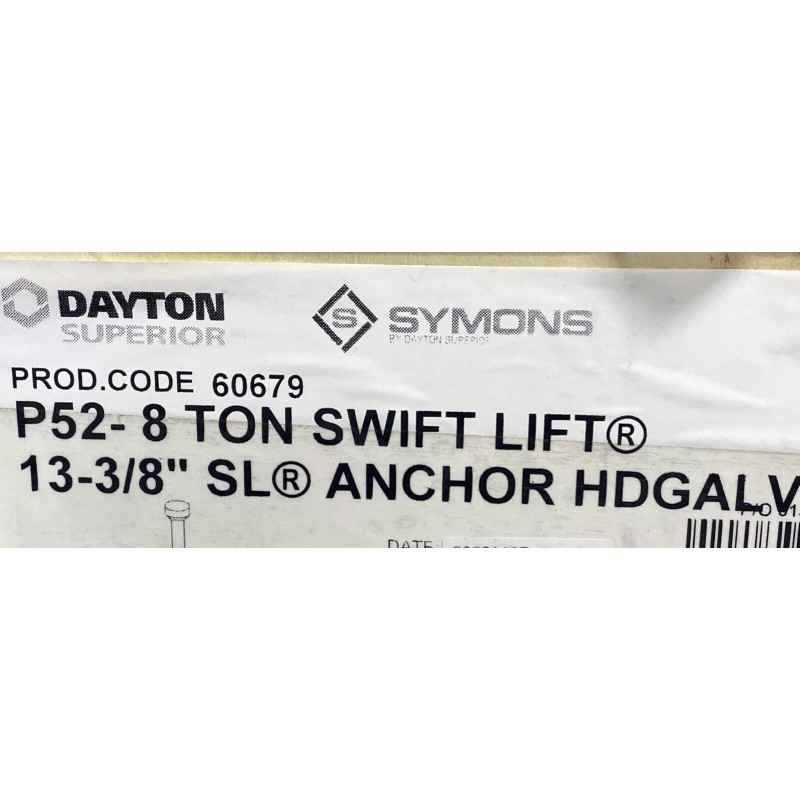 DAYTON
SUPERIOR
S SYMONS
BY DAYTON SUPERIOR
PROD.CODE 60679
P52- 8 TON SWIFT LIFT®
13-3/8" SL® ANCHOR HDGALV
P/O
DATE: